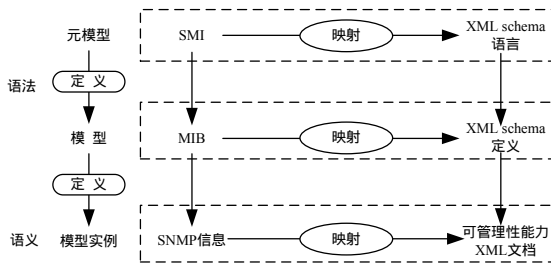 元模型
SMI
映射
XML schema
语言
语法
定 义
模 型
MIB
映射
XML schema
定义
定 义
语义
模型实例
SNMP信息
映射
可管理性能力
XML文档